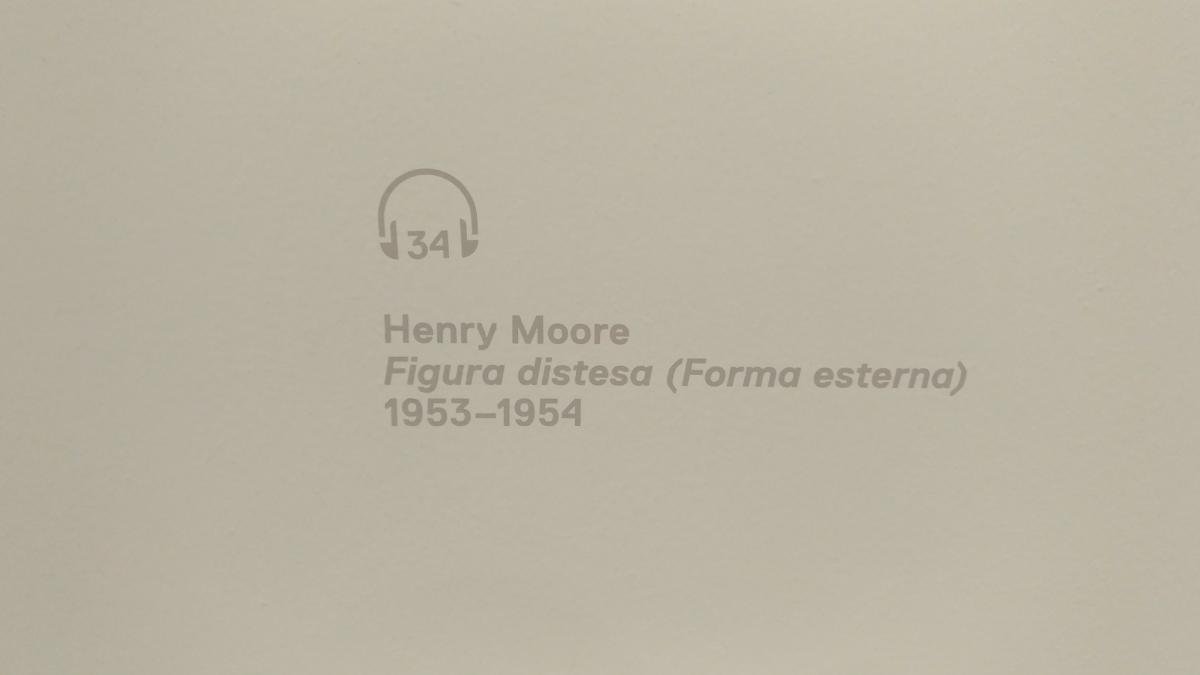 34
Henry Moore
Figura distesa (Forma esterna)
1953–1954